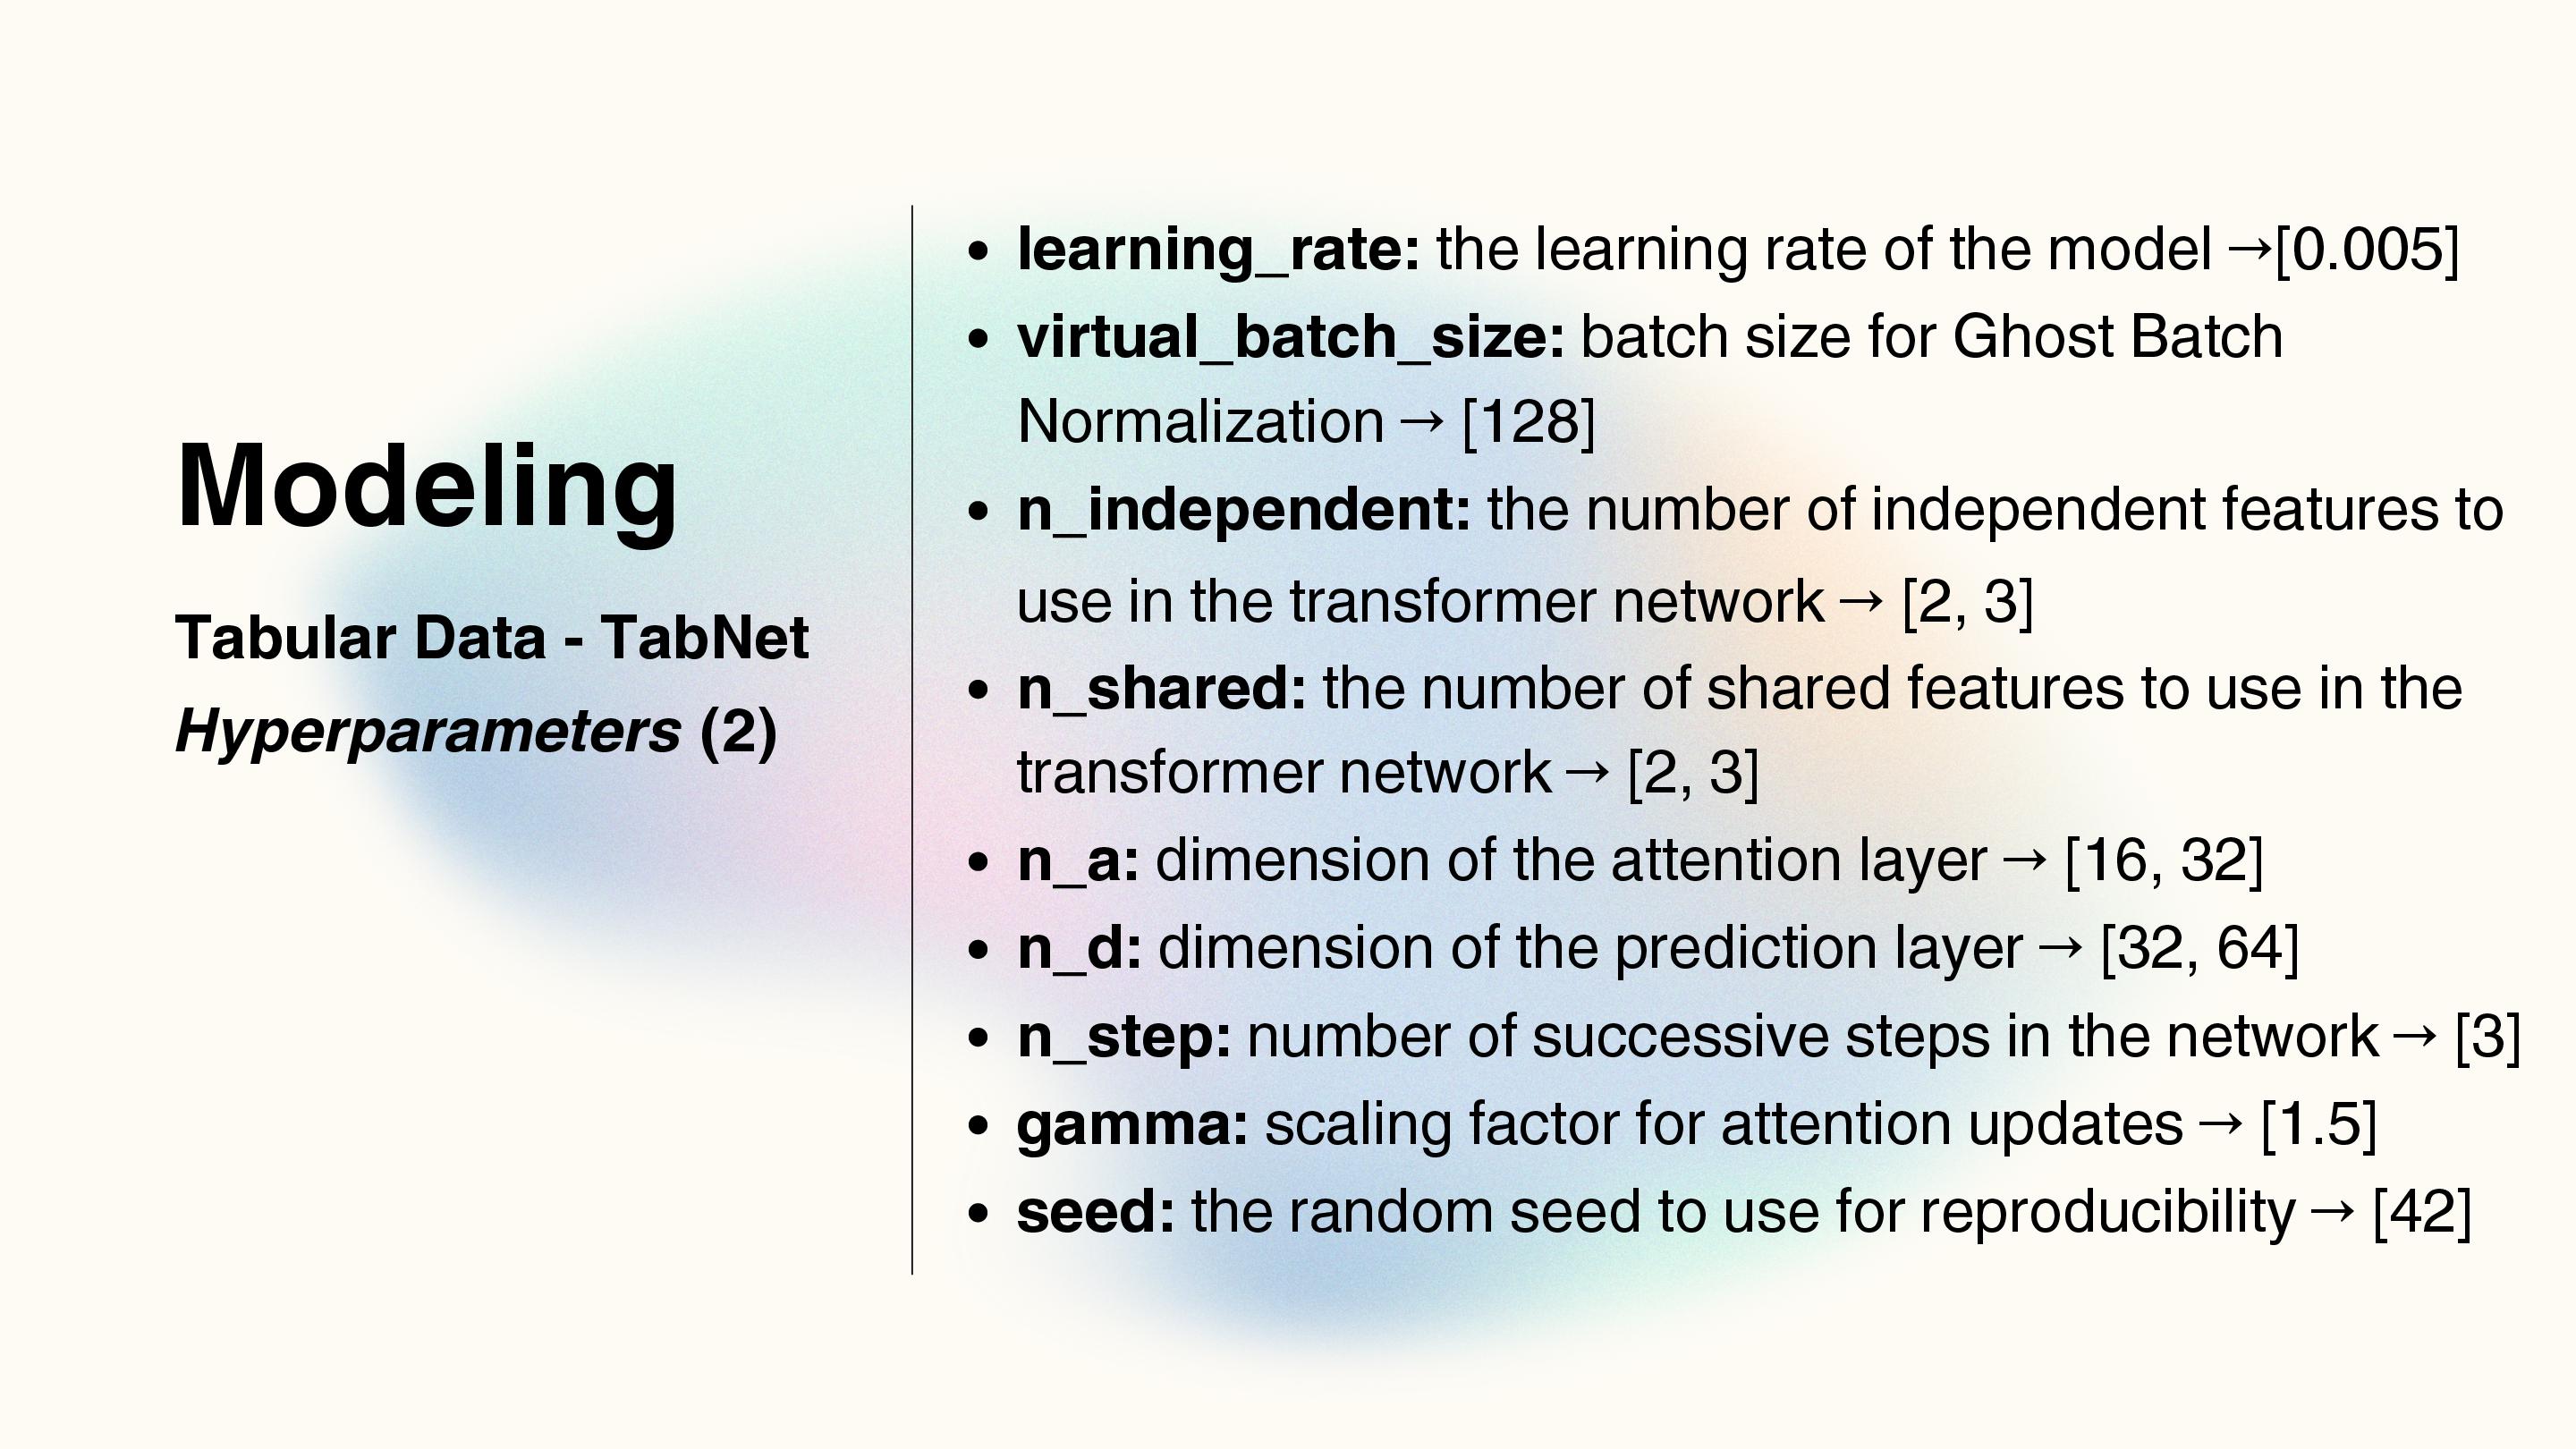 Modeling
Tabular Data - TabNet
Hyperparameters (2)
• learning_rate: the learning rate of the model →[0.005]
• virtual_batch_size: batch size for Ghost Batch
Normalization → [128]
• n_independent: the number of independent features to
use in the transformer network → [2, 3]
• n_shared: the number of shared features to use in the
transformer network → [2, 3]
• n_a: dimension of the attention layer → [16, 32]
• n_d: dimension of the prediction layer → [32, 64]
• n_step: number of successive steps in the network → [3]
• gamma: scaling factor for attention updates → [1.5]
• seed: the random seed to use for reproducibility → [42]